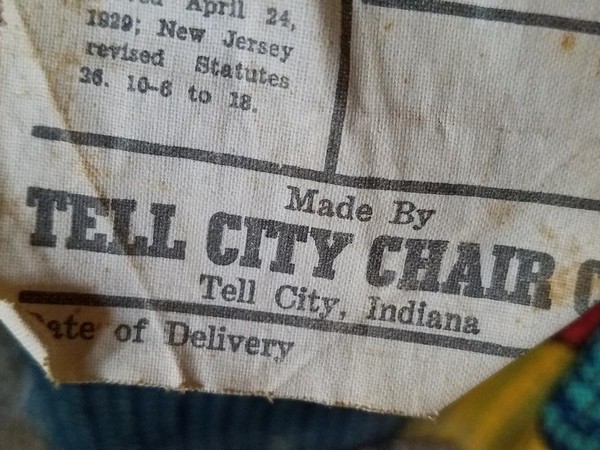 April 24,
1929; New Jersey
revised Statutes
26. 10-6 to 18.
Made By
TELL CITY CHAIR
Tell City, Indiana
Date of Delivery